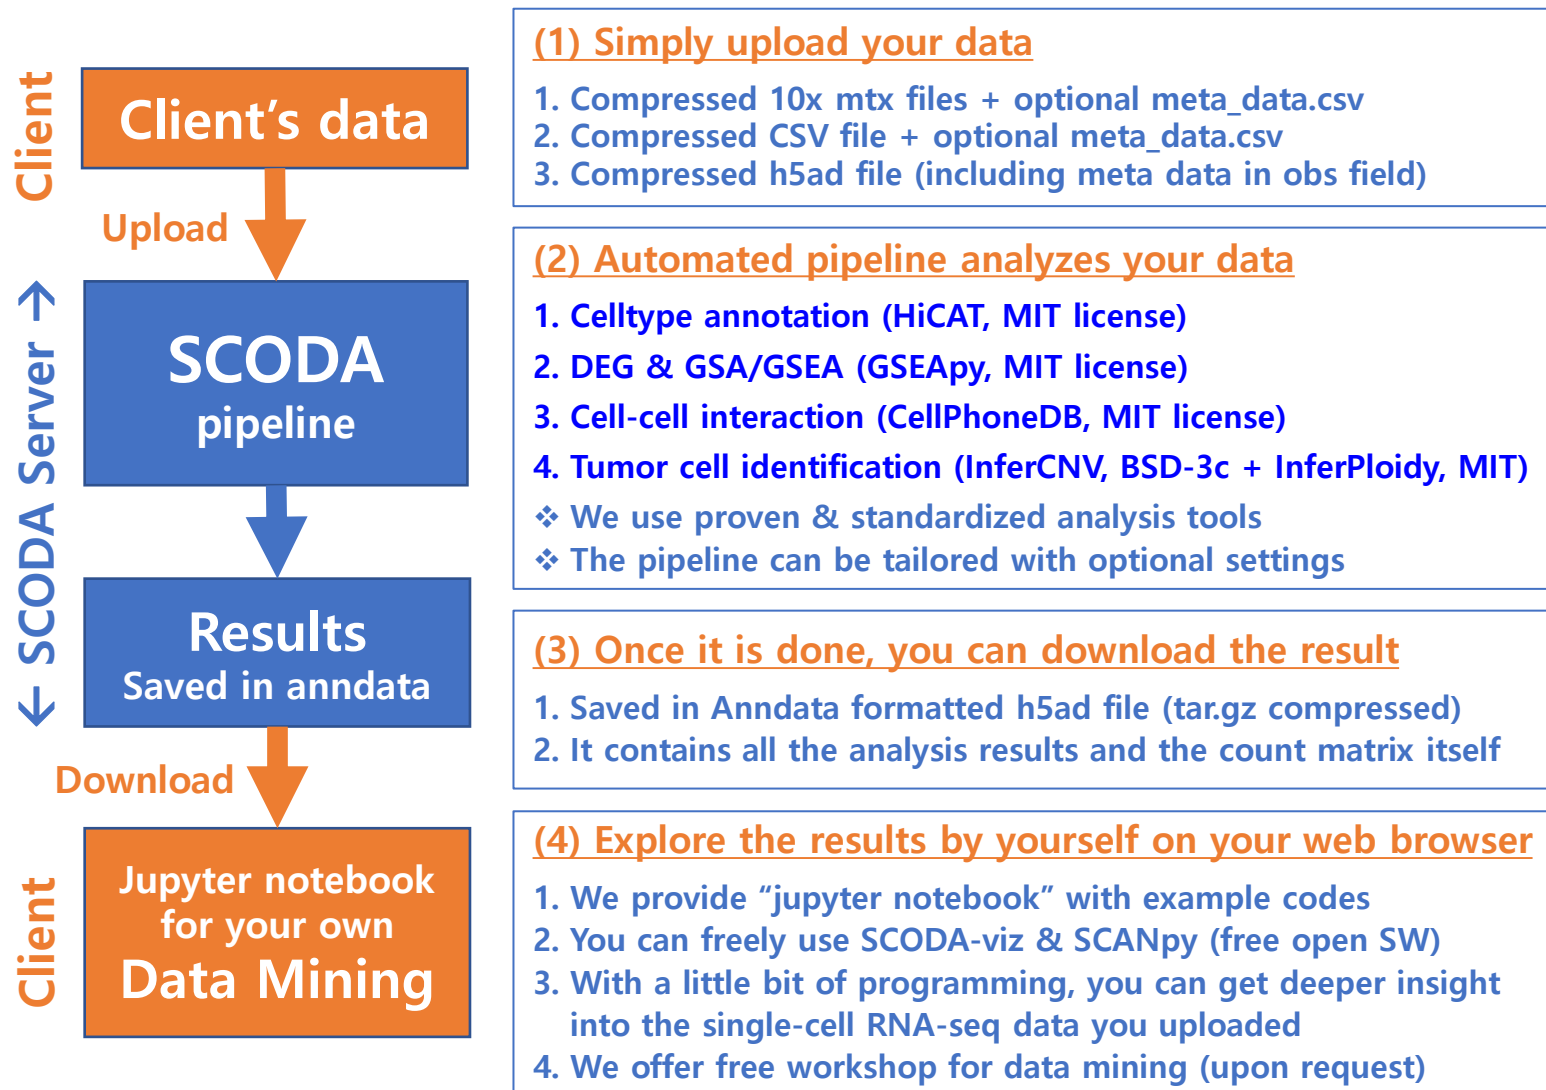 Client
Client's data
Upload
← SCODA Server →
SCODA
pipeline
Results
Saved in anndata
Download
Client
Jupyter notebook
for your own
Data Mining
(1) Simply upload your data
1. Compressed 10x mtx files + optional meta_data.csv
2. Compressed CSV file + optional meta_data.csv
3. Compressed h5ad file (including meta data in obs field)
(2) Automated pipeline analyzes your data
1. Celltype annotation (HiCAT, MIT license)
2. DEG & GSA/GSEA (GSEApy, MIT license)
3. Cell-cell interaction (CellPhoneDB, MIT license)
4. Tumor cell identification (InferCNV, BSD-3c + InferPloidy, MIT)
❖ We use proven & standardized analysis tools
❖ The pipeline can be tailored with optional settings
(3) Once it is done, you can download the result
1. Saved in Anndata formatted h5ad file (tar.gz compressed)
2. It contains all the analysis results and the count matrix itself
(4) Explore the results by yourself on your web browser
1. We provide “jupyter notebook” with example codes
2. You can freely use SCODA-viz & SCANpy (free open SW)
3. With a little bit of programming, you can get deeper insight
into the single-cell RNA-seq data you uploaded
4. We offer free workshop for data mining (upon request)